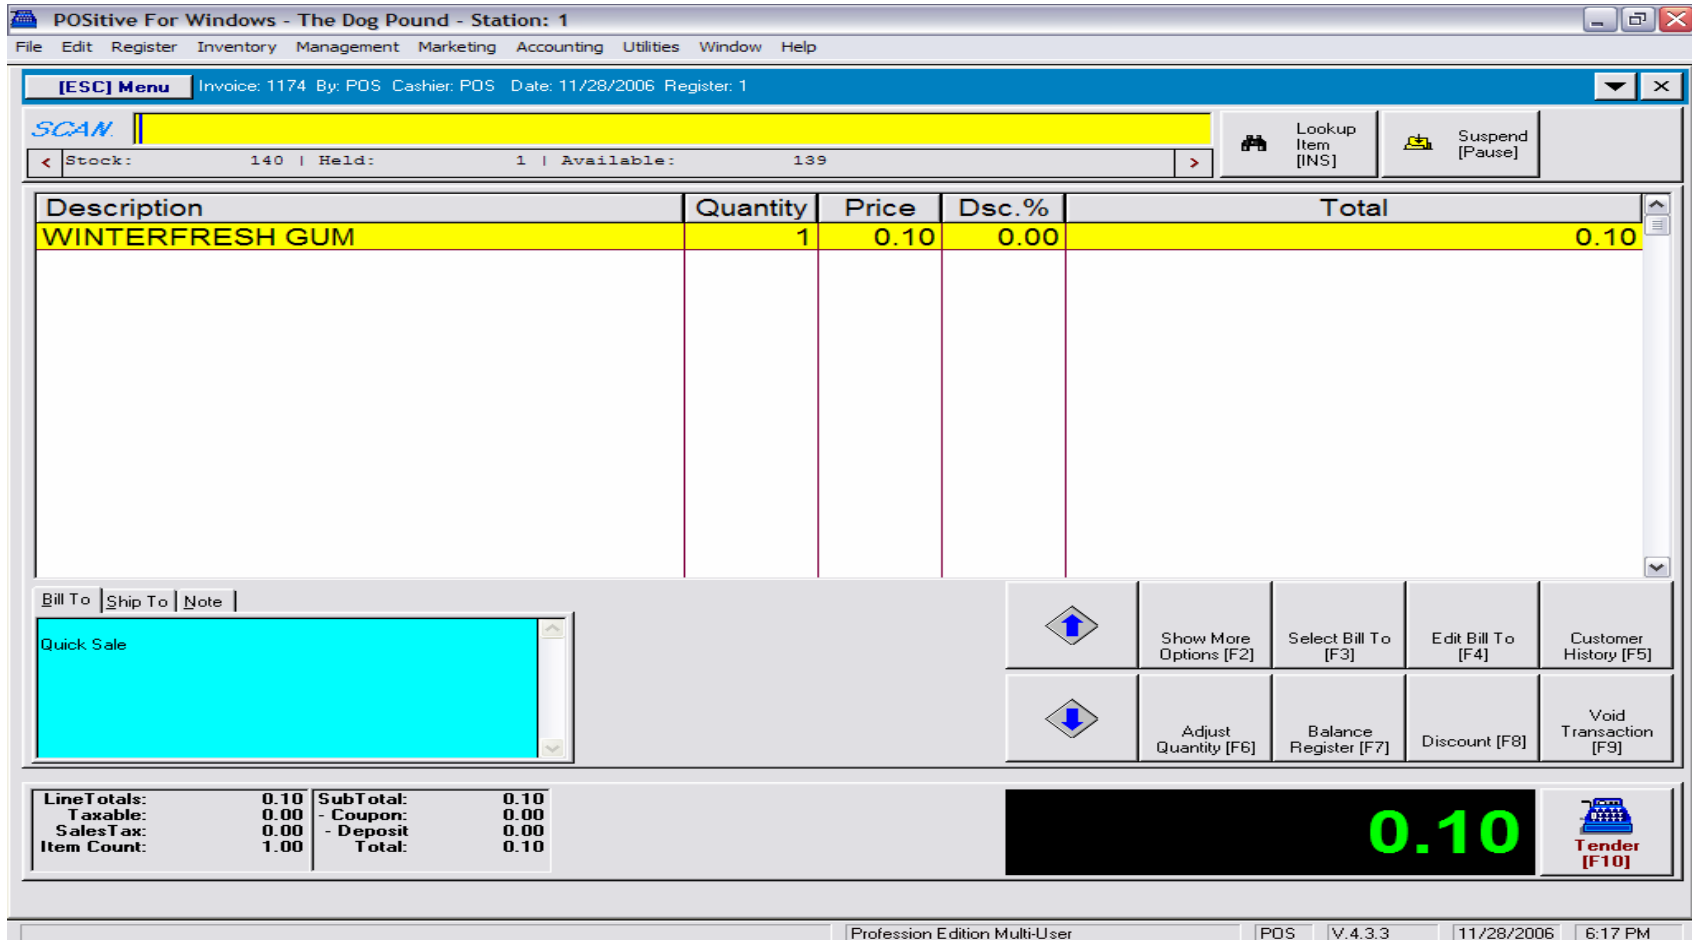 POSitive For Windows - The Dog Pound - Station: 1
File Edit Register Inventory Management Marketing Accounting Utilities Window Help
[ESC] Menu Invoice: 1174 By: POS Cashier: POS Date: 11/28/2006 Register: 1
SCAN.
Lookup Item [INS]
Suspend [Pause]
< Stock: 140 | Held: 1 | Available: 139 >
Description Quantity Price Dsc.% Total
WINTERFRESH GUM 1 0.10 0.00 0.10
Bill To Ship To Note
Quick Sale
Show More
Options [F2]
Select Bill To
[F3]
Edit Bill To
[F4]
Customer
History [F5]
Adjust
Quantity [F6]
Balance
Register [F7]
Discount [F8]
Void
Transaction
[F9]
LineTotals: 0.10 SubTotal: 0.10
Taxable: 0.00 - Coupon: 0.00
SalesTax: 0.00 - Deposit 0.00
Item Count: 1.00 Total: 0.10
0.10
Tender
[F10]
Profession Edition Multi-User POS V.4.3.3 11/28/2006 6:17 PM